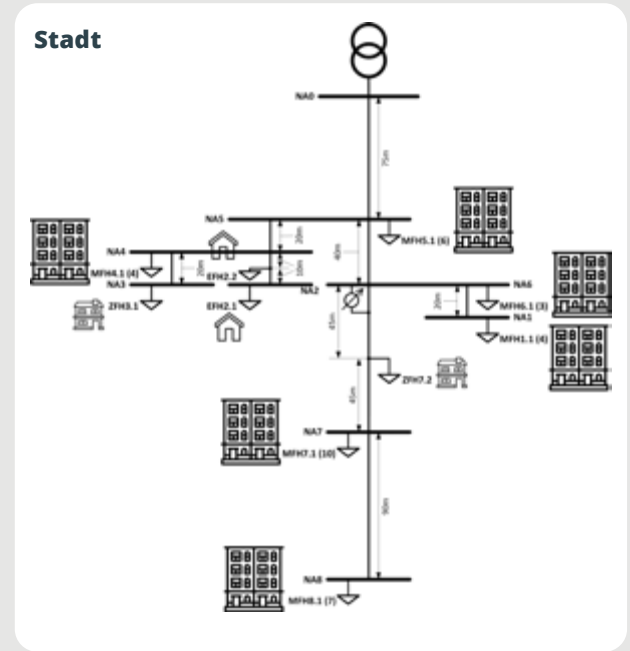 Stadt
NA0
75m
NA5
MFH5.1 (6)
20m
40m
NA4
MFH4.1 (4)
20m
EFH2.2
10m
NA3
NA2
NA6
ZFH3.1
EFH2.1
20m
MFH6.1 (3)
NA1
45m
MFH1.1 (4)
ZFH7.2
45m
NA7
MFH7.1 (10)
90m
NA8
MFH8.1 (7)